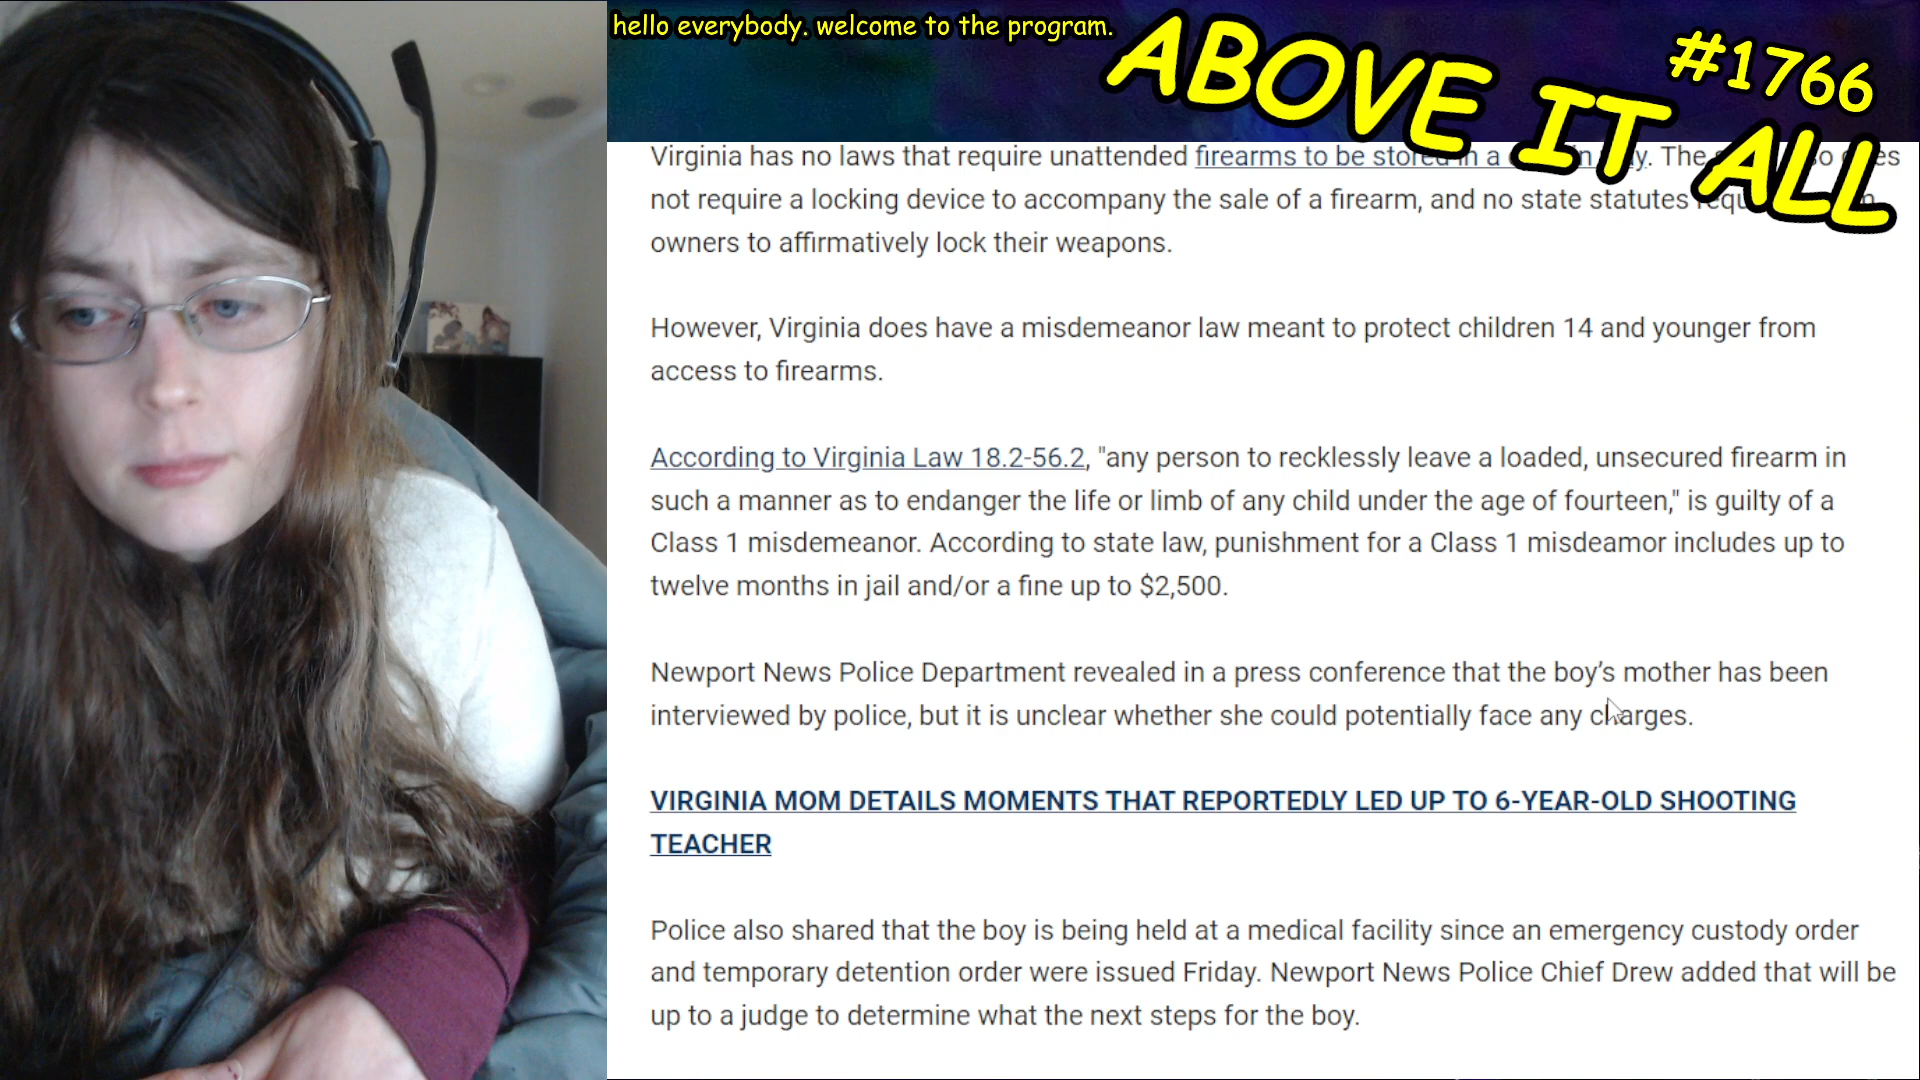 hello everybody. welcome to the program.
ABOVE IT ALL
#1766
Virginia has no laws that require unattended firearms to be stored in a. The
not require a locking device to accompany the sale of a firearm, and no state statutes
owners to affirmatively lock their weapons.
However, Virginia does have a misdemeanor law meant to protect children 14 and younger from
access to firearms.
According to Virginia Law 18.2-56.2, "any person to recklessly leave a loaded, unsecured firearm in
such a manner as to endanger the life or limb of any child under the age of fourteen," is guilty of a
Class 1 misdemeanor. According to state law, punishment for a Class 1 misdeamor includes up to
twelve months in jail and/or a fine up to $2,500.
Newport News Police Department revealed in a press conference that the boy’s mother has been
interviewed by police, but it is unclear whether she could potentially face any charges.
VIRGINIA MOM DETAILS MOMENTS THAT REPORTEDLY LED UP TO 6-YEAR-OLD SHOOTING
TEACHER
Police also shared that the boy is being held at a medical facility since an emergency custody order
and temporary detention order were issued Friday. Newport News Police Chief Drew added that will be
up to a judge to determine what the next steps for the boy.